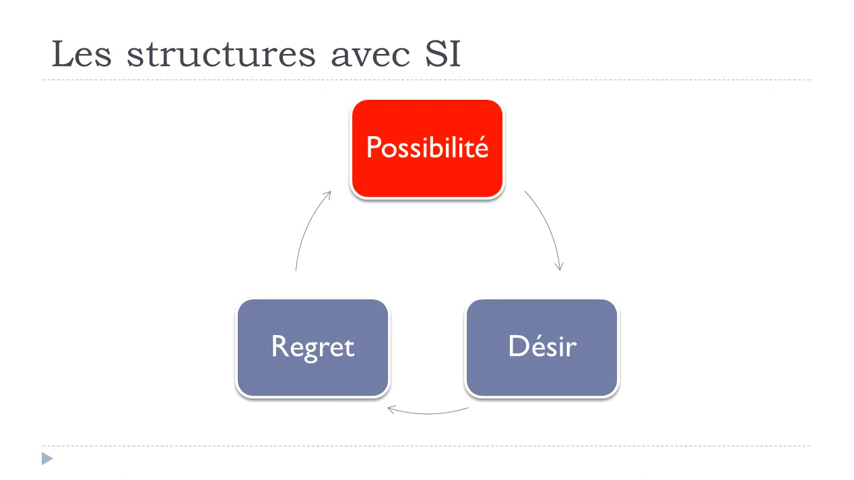 Les structures avec SI
Possibilité
Regret
Désir